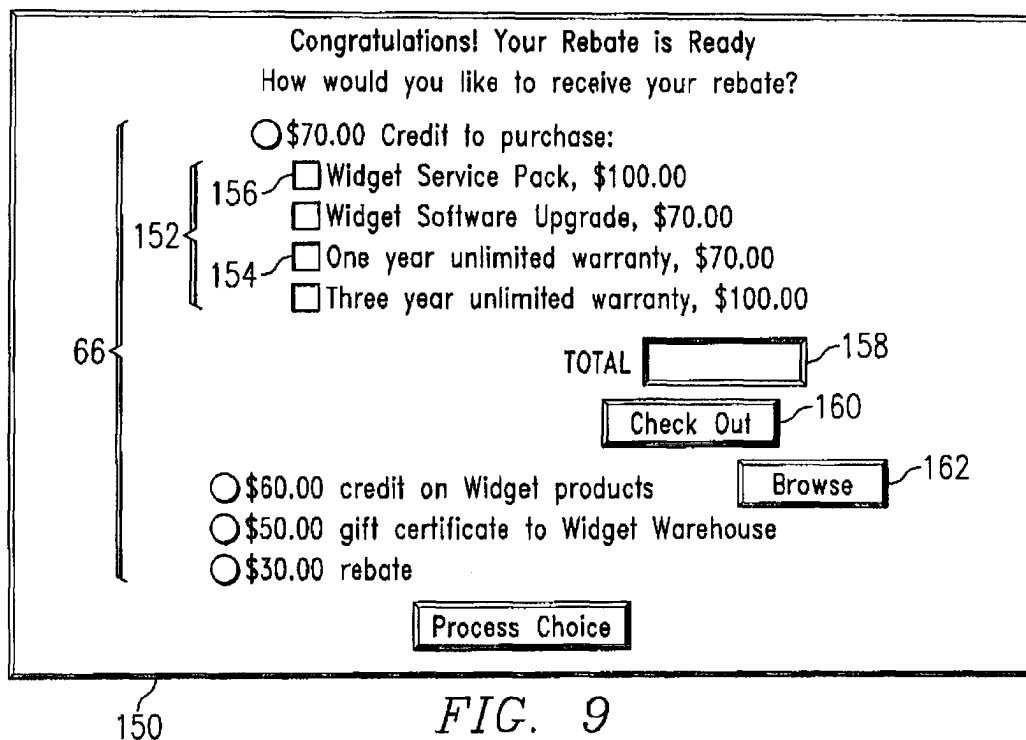 Congratulations! Your Rebate is Ready
How would you like to receive your rebate?
$70.00 Credit to purchase:
156 Widget Service Pack, $100.00
Widget Software Upgrade, $70.00
152
154 One year unlimited warranty, $70.00
Three year unlimited warranty, $100.00
66
TOTAL 158
Check Out 160
Browse 162
$60.00 credit on Widget products
$50.00 gift certificate to Widget Warehouse
$30.00 rebate
Process Choice
150
FIG. 9